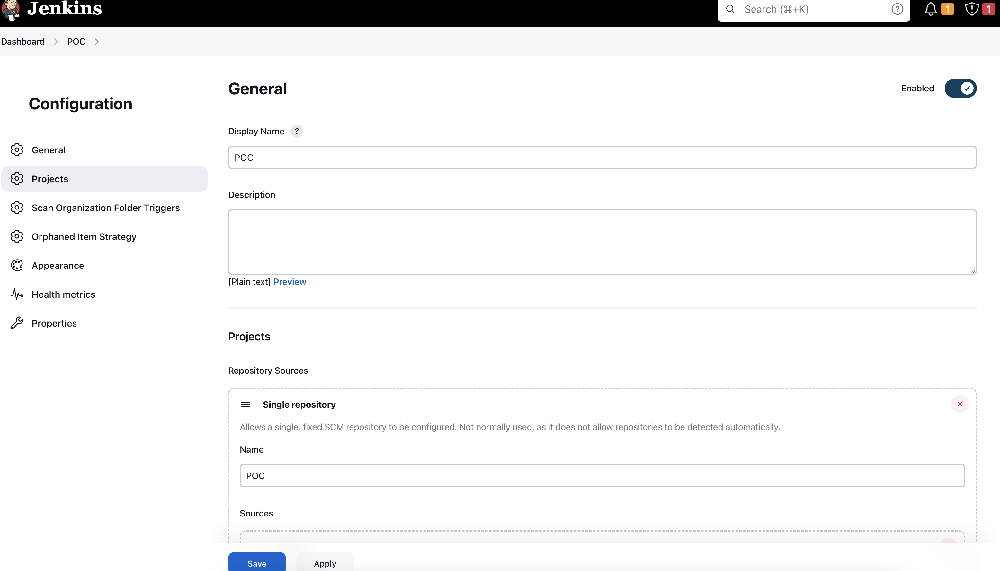 Jenkins
Search (⌘+K)
?
1
1
Dashboard
POC
Configuration
General
Projects
Scan Organization Folder Triggers
Orphaned Item Strategy
Appearance
Health metrics
Properties
General
Enabled
Display Name ?
POC
Description
[Plain text] Preview
Projects
Repository Sources
Single repository
Allows a single, fixed SCM repository to be configured. Not normally used, as it does not allow repositories to be detected automatically.
Name
POC
Sources
Save
Apply